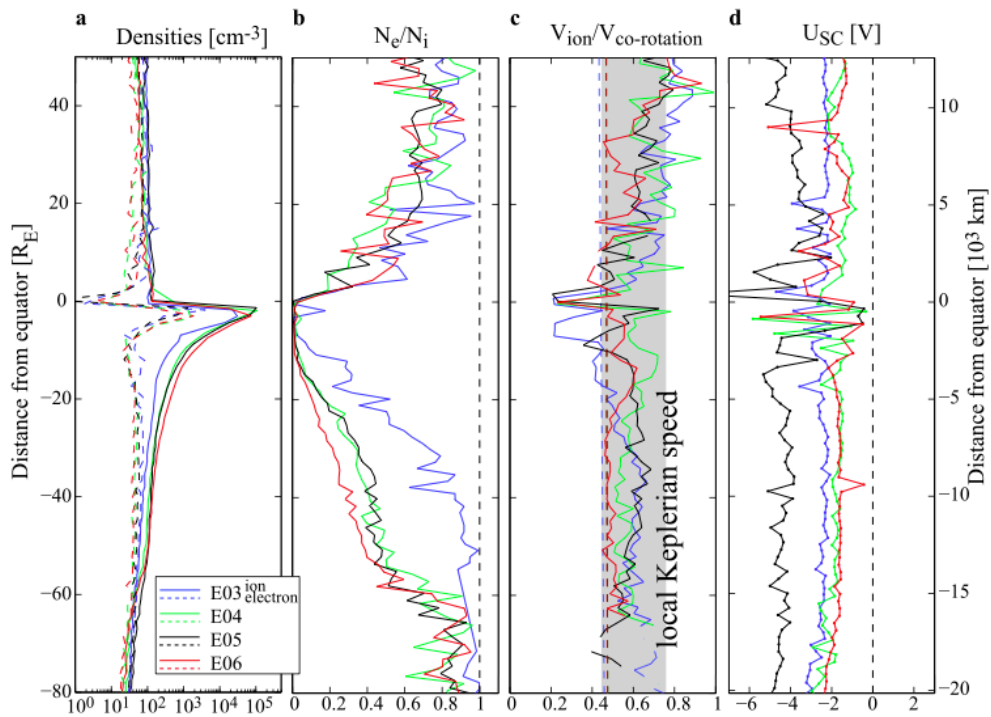 a b c d
Densities [cm-3] Ne/Ni Vion/Vco-rotation USC [V]
Distance from equator [RE]
40
20
0
−20
−40
−60
−80
100 101 102 103 104 105
0 0.2 0.4 0.6 0.8 1
0 0.2 0.4 0.6 0.8 1
−6 −4 −2 0 2
10
5
0
−5
−10
−15
−20
Distance from equator [103 km]
local Keplerian speed
E03 ion
electron
E04
E05
E06